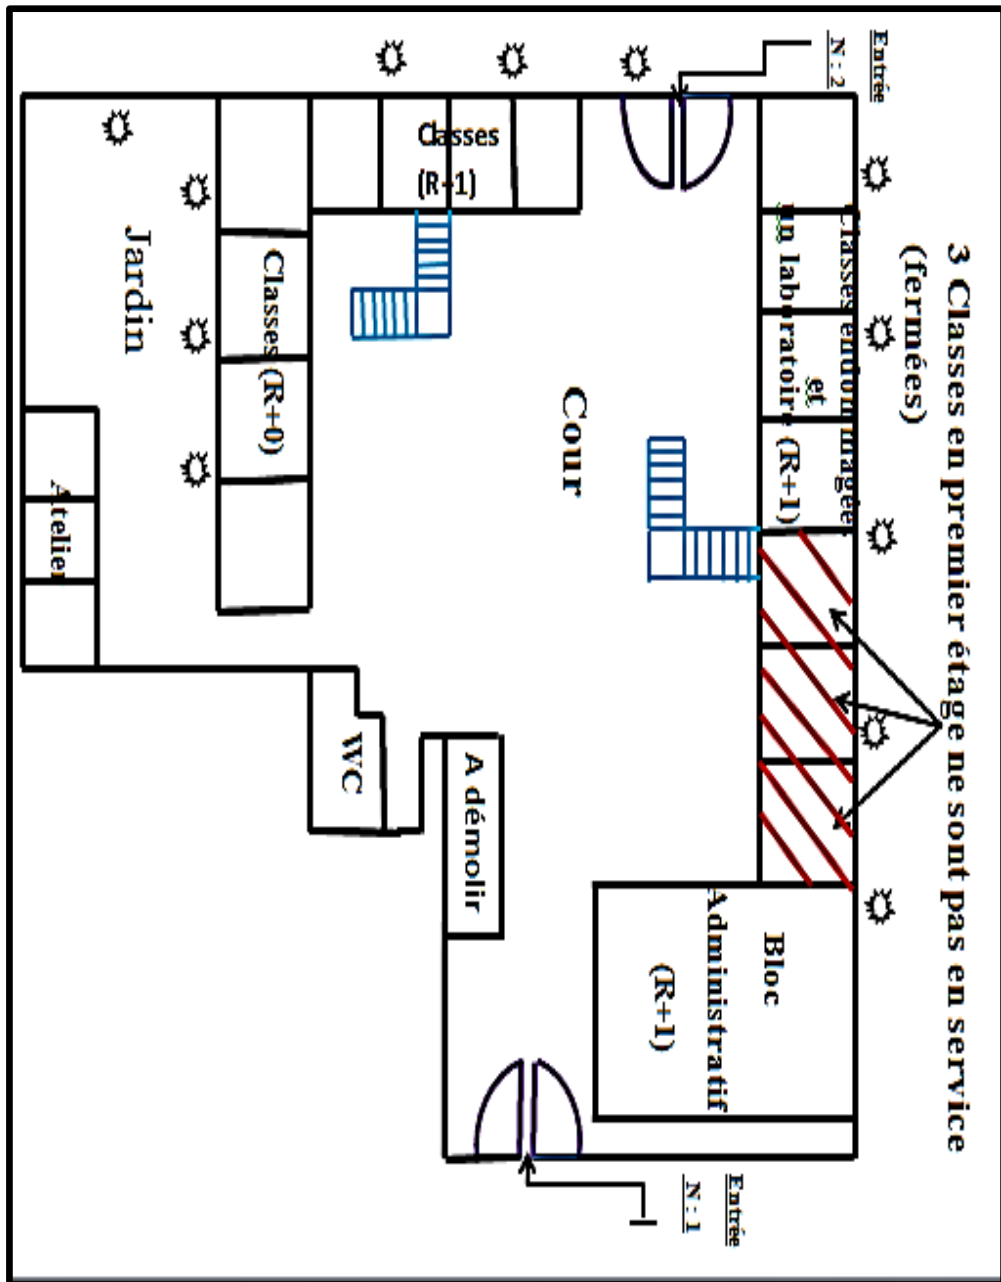 3 Classes en premier étage ne sont pas en service
(fermées)
Entrée
N : 2
Classes endommagées
et
un laboratoire (R+1)
Classes
(R+1)
Cour
Classes (R+0)
Jardin
Atelier
WC
A démolir
Bloc
Administratif
(R+1)
Entrée
N : 1